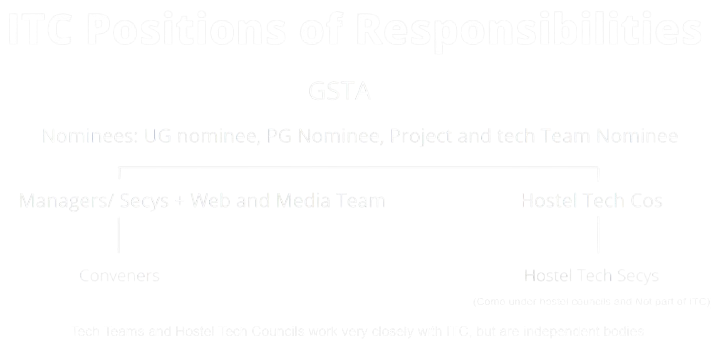 ITC Positions of Responsibilities
GSTA
Nominees: UG nominee, PG Nominee, Project and tech Team Nominee
Managers/ Secys + Web and Media Team
Hostel Tech Cos
Conveners
Hostel Tech Secys
(Come under hostel councils and Not part of ITC)
Tech Teams and Hostel Tech Councils work very closely with ITC, but are independent bodies